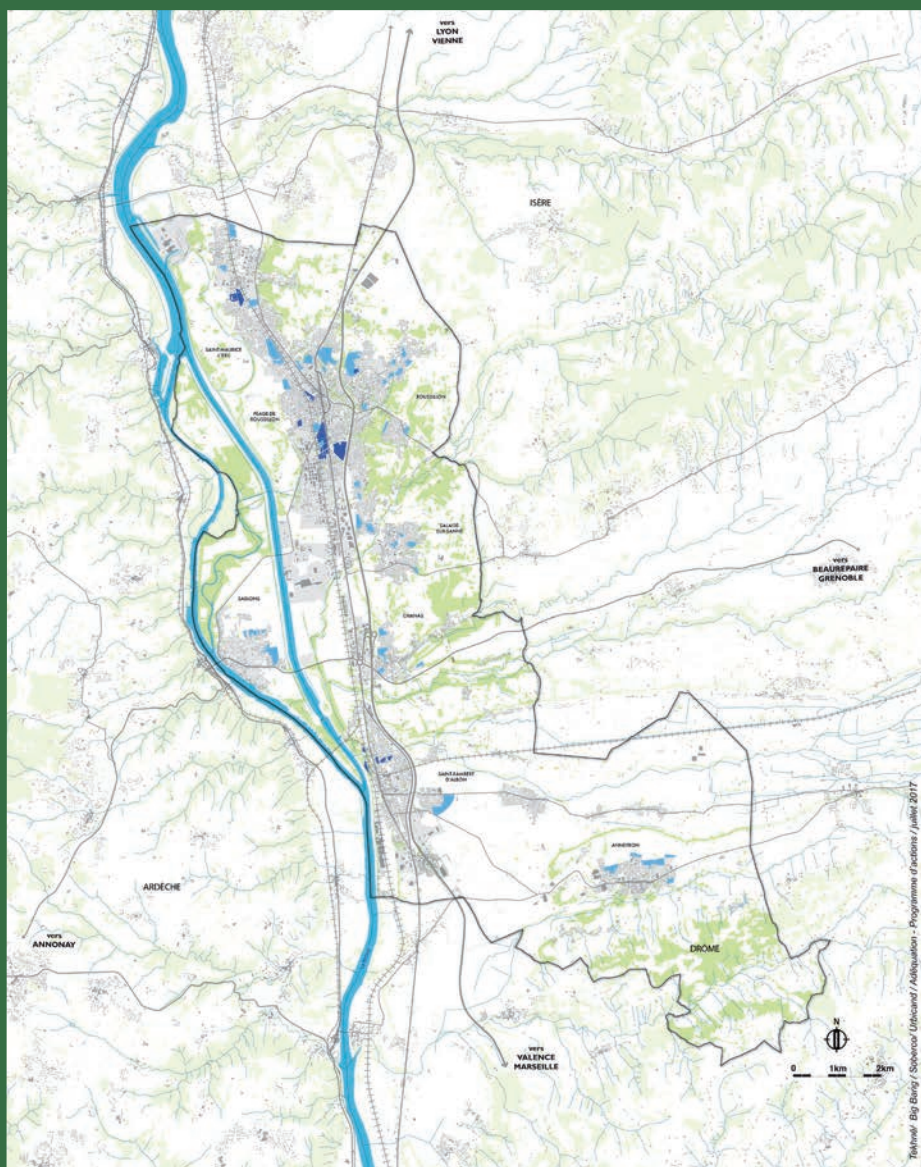 vers
LYON
VIENNE
ISÈRE
SAINT-MAURICE
L'EXIL
ROUSSILLON
PEAGE DE
ROUSSILLON
SALAISE
SUR SANNE
vers
BEAUREPAIRE
GRENOBLE
SABLONS
CHANAS
SAINT-RAMBERT
D'ALBON
ANNEYRON
ARDÈCHE
vers
ANNONAY
DRÔME
N
vers
VALENCE
MARSEILLE
0 1km 2km
Tekhnê/ Big Bang / Soberco/ Urbicand / Adéquation - Programme d'actions / juillet 2017